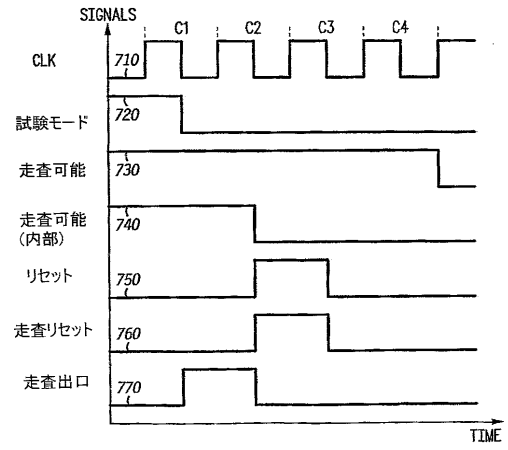 SIGNALS
C1 C2 C3 C4
CLK 710
試験モード 720
走査可能 730
走査可能
(内部) 740
リセット 750
走査リセット 760
走査出口 770
TIME